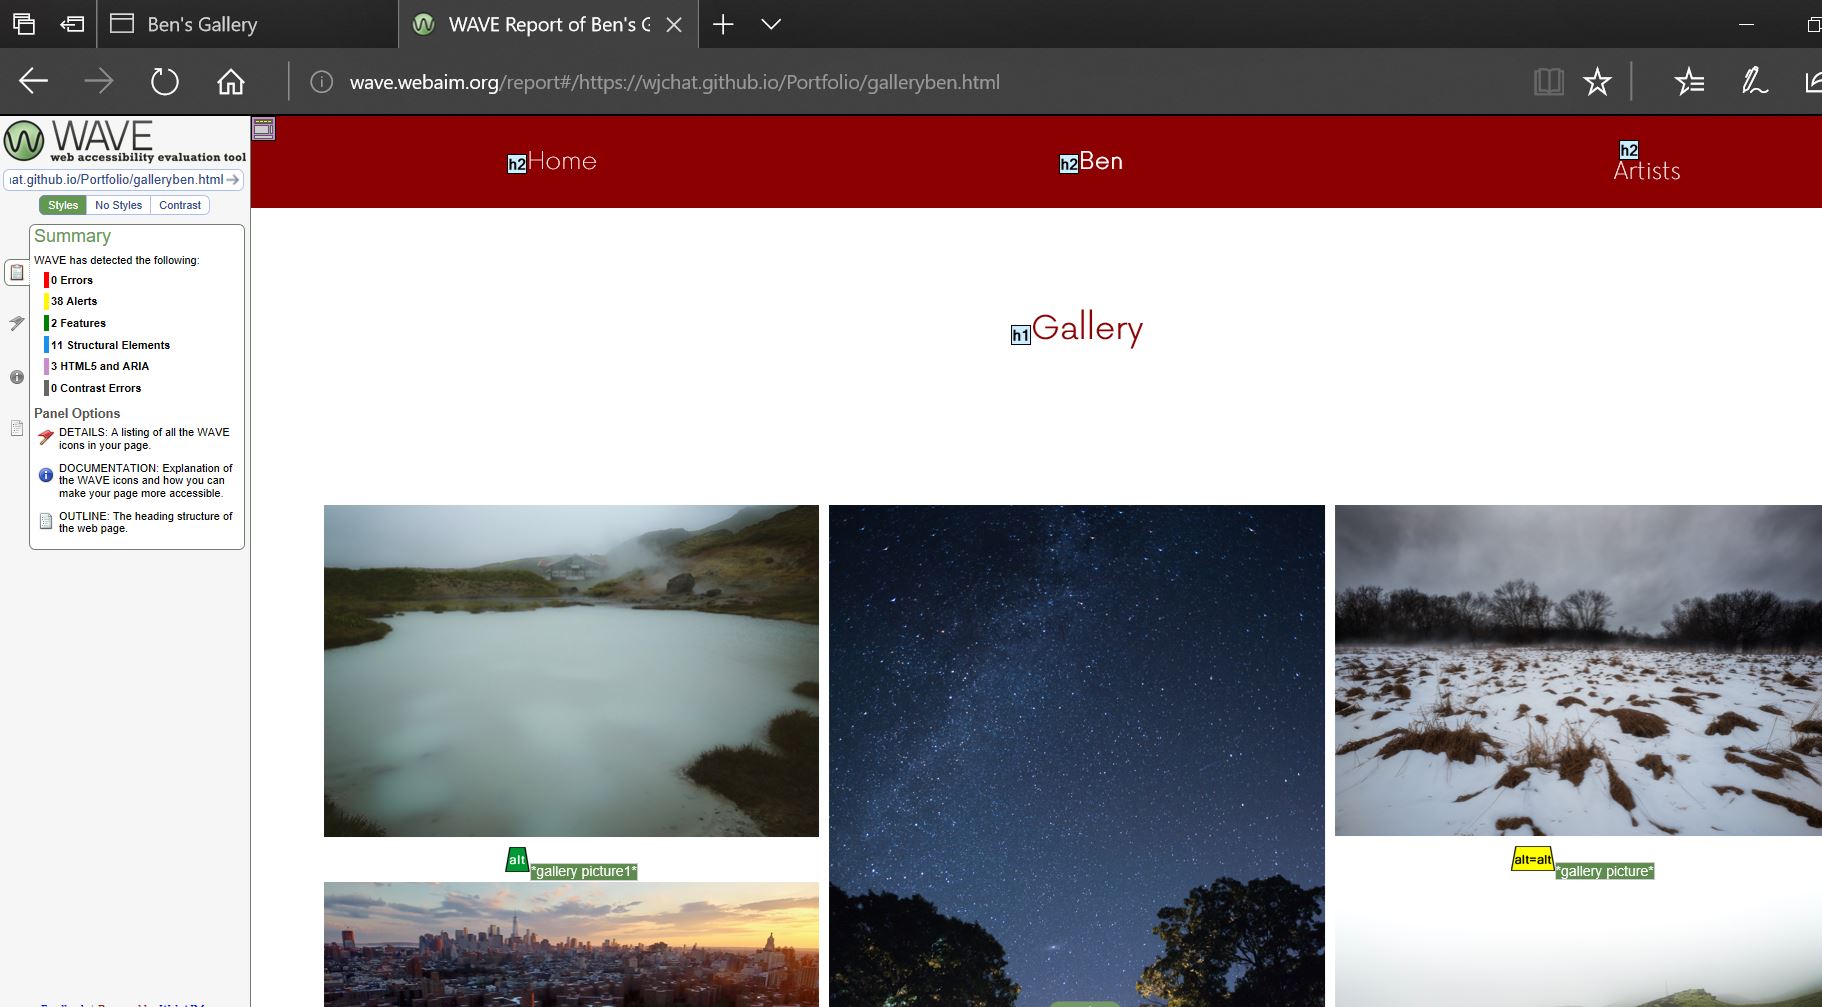 Ben's Gallery
WAVE Report of Ben's G
wave.webaim.org/report#/https://wjchat.github.io/Portfolio/galleryben.html
WAVE
web accessibility evaluation tool
at.github.io/Portfolio/galleryben.html
Styles No Styles Contrast
Summary
WAVE has detected the following:
0 Errors
38 Alerts
2 Features
11 Structural Elements
3 HTML5 and ARIA
0 Contrast Errors
Panel Options
DETAILS: A listing of all the WAVE
icons in your page.
DOCUMENTATION: Explanation of
the WAVE icons and how you can
make your page more accessible.
OUTLINE: The heading structure of
the web page.
h2 Home
h2 Ben
h2
Artists
h1 Gallery
alt *gallery picture1*
alt=alt *gallery picture*